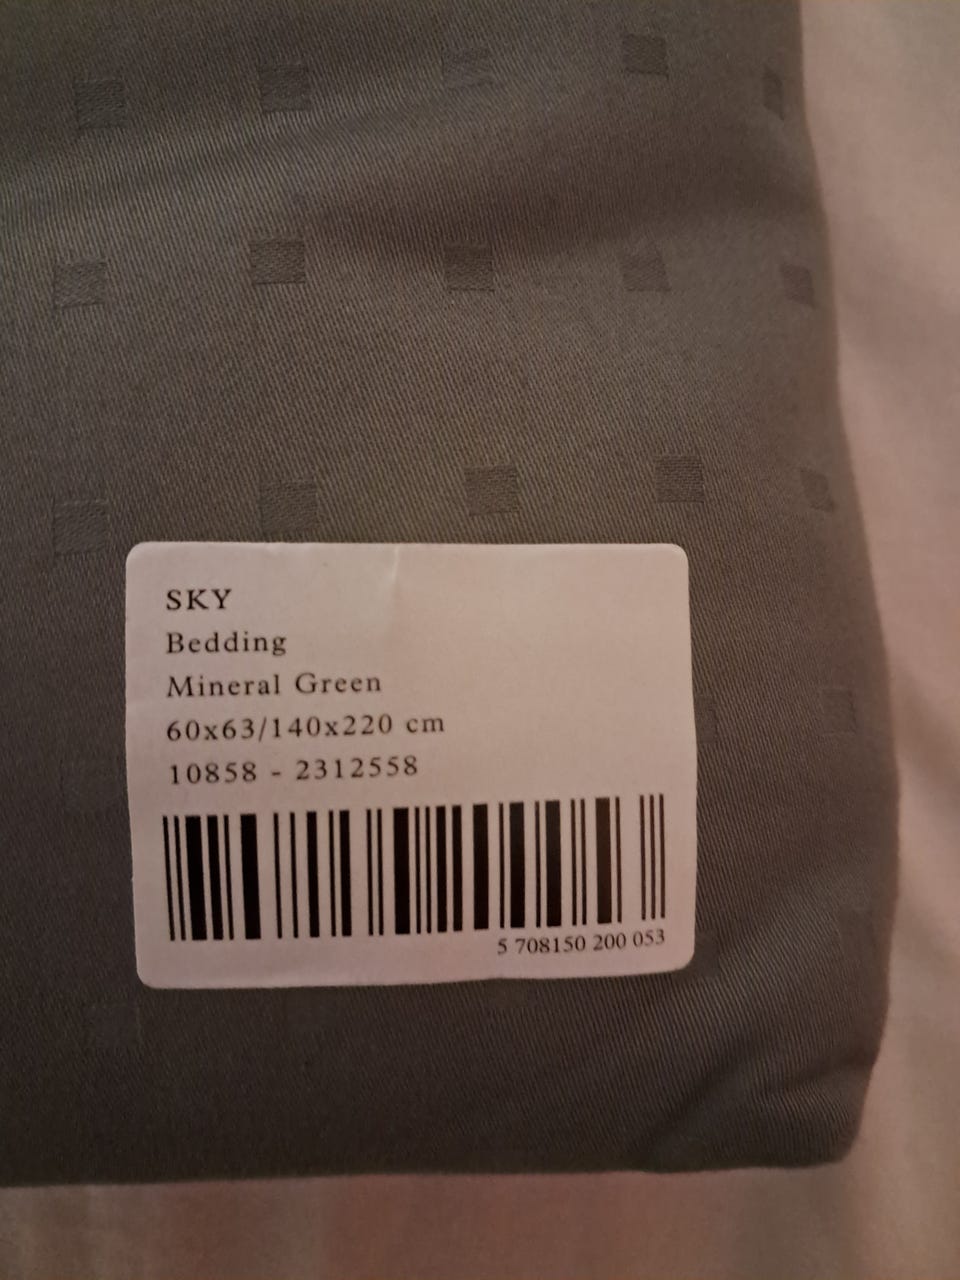 SKY
Bedding
Mineral Green
60x63/140x220 cm
10858 - 2312558
5 708150 200 053